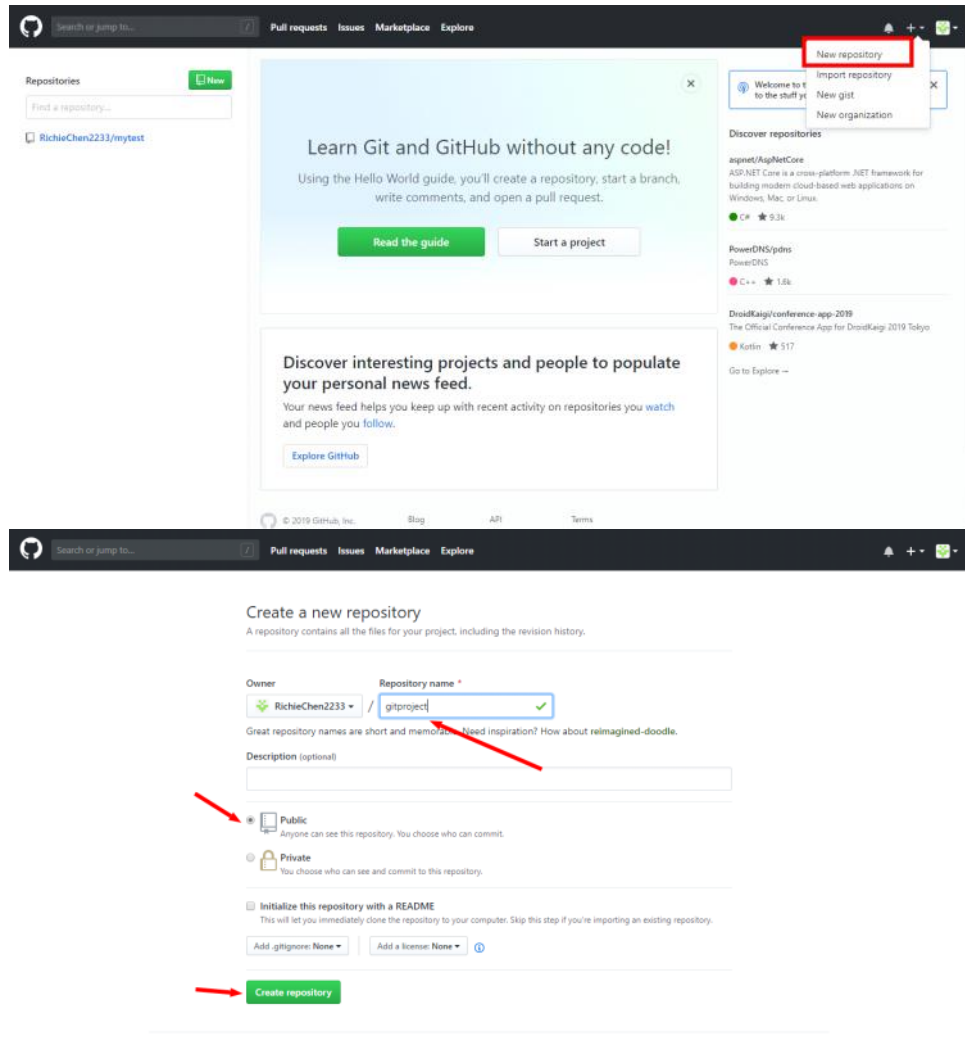 Search or jump to...
/
Pull requests Issues Marketplace Explore
New repository
Import repository
New gist
New organization
Repositories
New
Find a repository...
RichieChen2233/mytest
Learn Git and GitHub without any code!
Using the Hello World guide, you'll create a repository, start a branch,
write comments, and open a pull request.
Read the guide
Start a project
Discover interesting projects and people to populate
your personal news feed.
Your news feed helps you keep up with recent activity on repositories you watch
and people you follow.
Explore GitHub
© 2019 GitHub, Inc.
Blog
API
Terms
Welcome to t
to the stuff yo
Discover repositories
aspnet/AspNetCore
ASP.NET Core is a cross-platform .NET framework for
building modern cloud-based web applications on
Windows, Mac, or Linux.
C# ★ 9.3k
PowerDNS/pdns
PowerDNS
C++ ★ 1.6k
DroidKaigi/conference-app-2019
The Official Conference App for DroidKaigi 2019 Tokyo
Kotlin ★ 517
Go to Explore →
Search or jump to...
/
Pull requests Issues Marketplace Explore
Create a new repository
A repository contains all the files for your project, including the revision history.
Owner
Repository name *
RichieChen2233
/
gitproject
Great repository names are short and memorable. Need inspiration? How about reimagined-doodle.
Description (optional)
Public
Anyone can see this repository. You choose who can commit.
Private
You choose who can see and commit to this repository.
Initialize this repository with a README
This will let you immediately clone the repository to your computer. Skip this step if you're importing an existing repository.
Add .gitignore: None
Add a license: None
Create repository